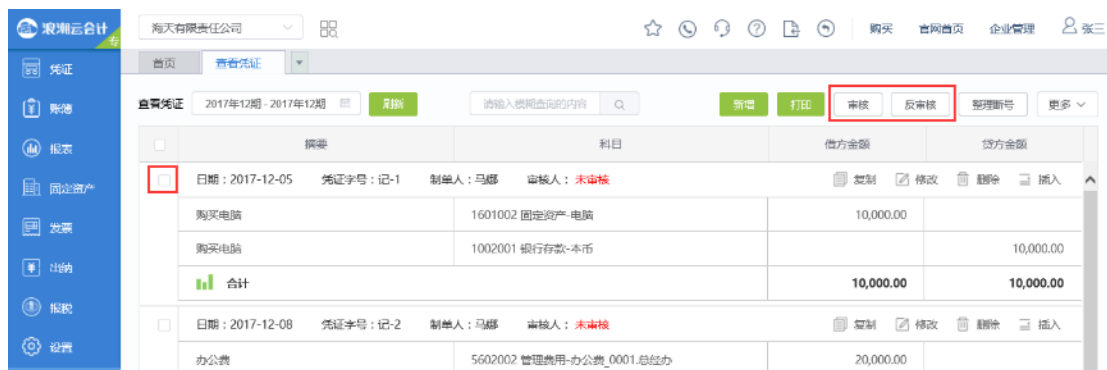 浪潮云会计 专 海天有限责任公司 购买 官网首页 企业管理 张三
凭证 首页 查看凭证
账簿 查看凭证 2017年12期 - 2017年12期 刷新 请输入模糊查询的内容 新增 打印 审核 反审核 整理断号 更多
报表 摘要 科目 借方金额 贷方金额
固定资产 日期：2017-12-05 凭证字号：记-1 制单人：马娜 审核人：未审核 复制 修改 删除 插入
发票 购买电脑 1601002 固定资产-电脑 10,000.00
出纳 购买电脑 1002001 银行存款-本币 10,000.00
合计 10,000.00 10,000.00
报税 日期：2017-12-08 凭证字号：记-2 制单人：马娜 审核人：未审核 复制 修改 删除 插入
设置 办公费 5602002 管理费用-办公费_0001.总经办 20,000.00